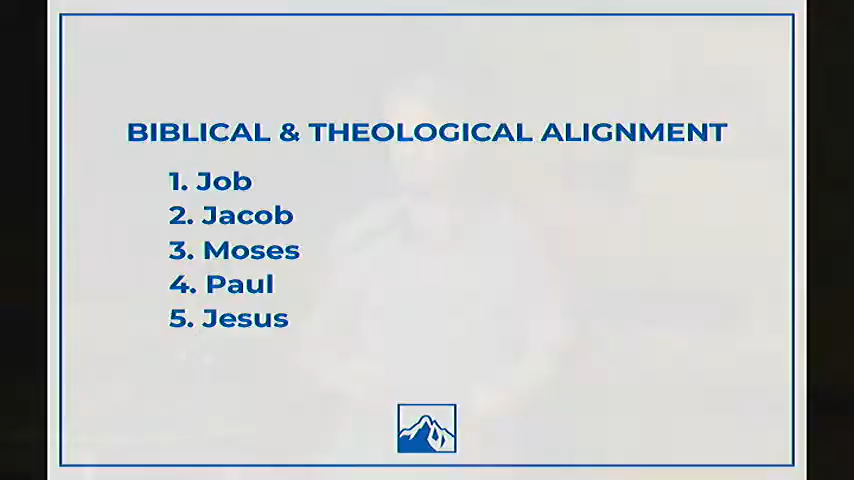 BIBLICAL & THEOLOGICAL ALIGNMENT
1. Job
2. Jacob
3. Moses
4. Paul
5. Jesus